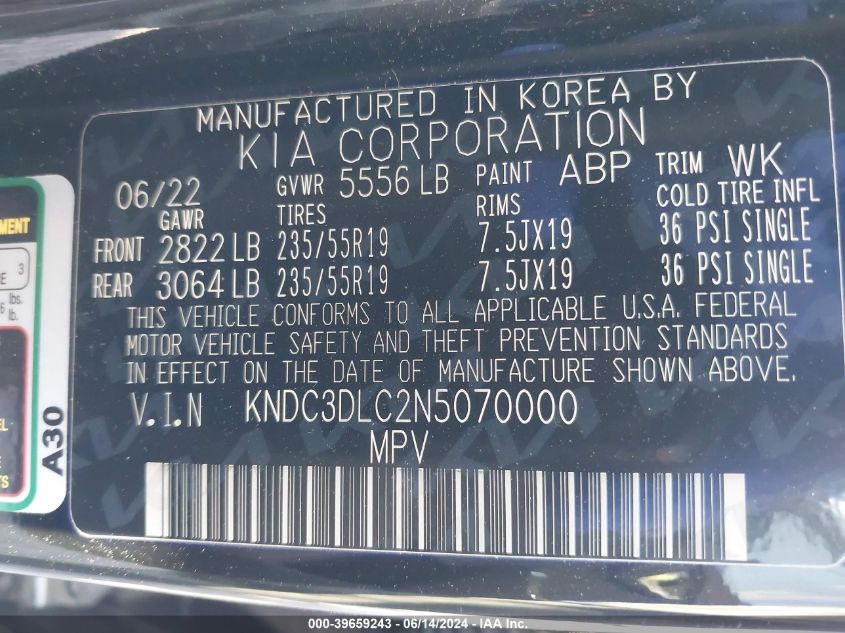 MANUFACTURED IN KOREA BY
KIA CORPORATION
06/22 GVWR 5556 LB PAINT ABP TRIM WK
GAWR TIRES RIMS COLD TIRE INFL
FRONT 2822 LB 235/55R19 7.5JX19 36 PSI SINGLE
REAR 3064 LB 235/55R19 7.5JX19 36 PSI SINGLE
THIS VEHICLE CONFORMS TO ALL APPLICABLE U.S.A. FEDERAL
MOTOR VEHICLE SAFETY AND THEFT PREVENTION STANDARDS
IN EFFECT ON THE DATE OF MANUFACTURE SHOWN ABOVE.
V.I.N KNDC3DLC2N5070000
MPV
3
lbs.
lb.
A30
000-39659243 - 06/14/2024 - IAA Inc.